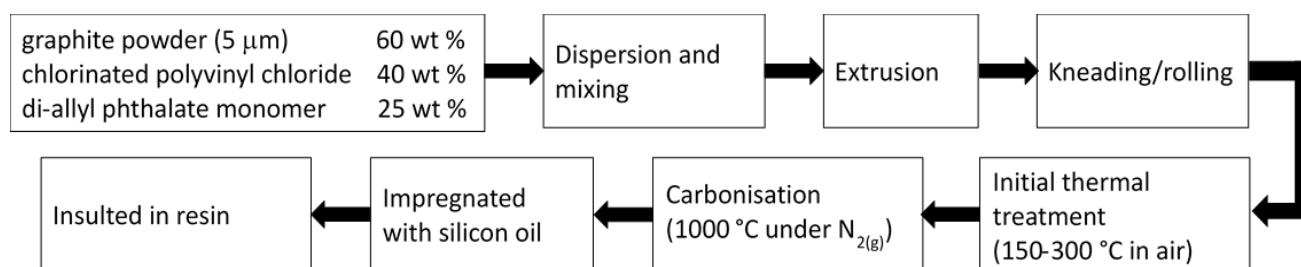 graphite powder (5 μm) 60 wt %
chlorinated polyvinyl chloride 40 wt %
di-allyl phthalate monomer 25 wt %
Dispersion and
mixing
Extrusion
Kneading/rolling
Initial thermal
treatment
(150-300 °C in air)
Carbonisation
(1000 °C under N2(g))
Impregnated
with silicon oil
Insulted in resin